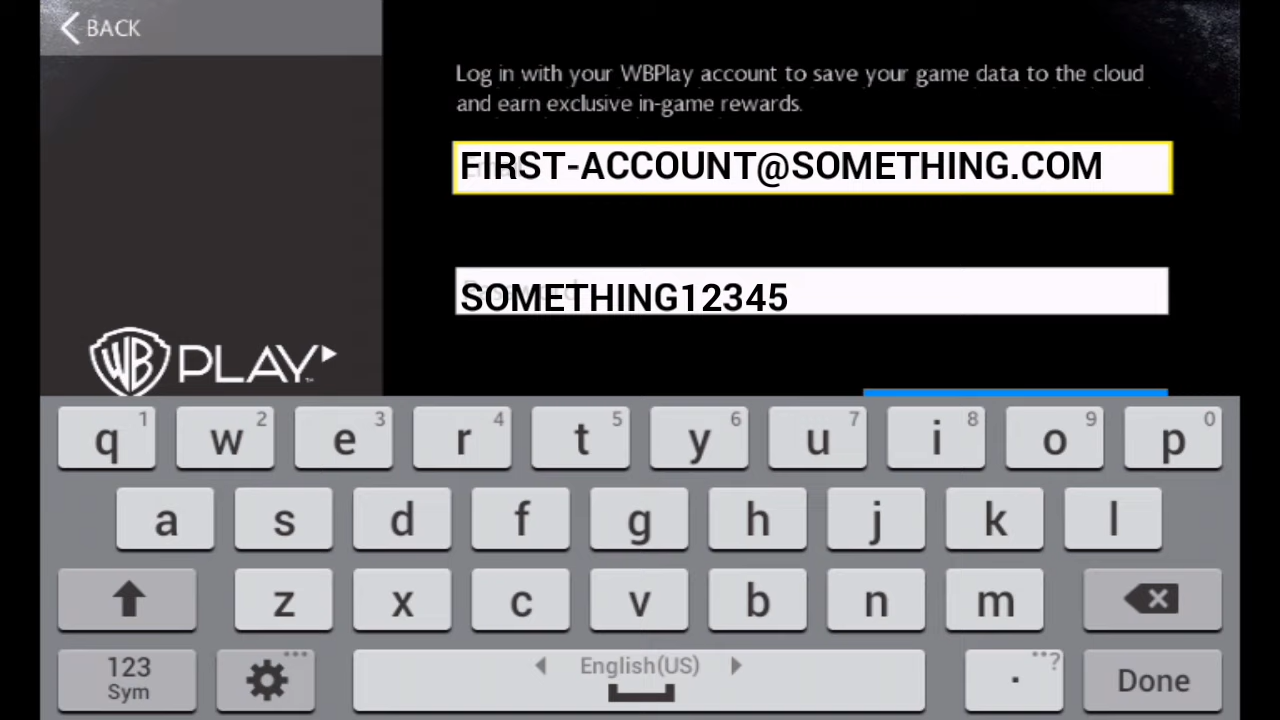 BACK
Log in with your WBPlay account to save your game data to the cloud
and earn exclusive in-game rewards.
FIRST-ACCOUNT@SOMETHING.COM
SOMETHING12345
WB PLAY
q 1 w 2 e 3 r 4 t 5 y 6 u 7 i 8 o 9 p 0
a s d f g h j k l
z x c v b n m
123
Sym
English(US)
. ?
Done